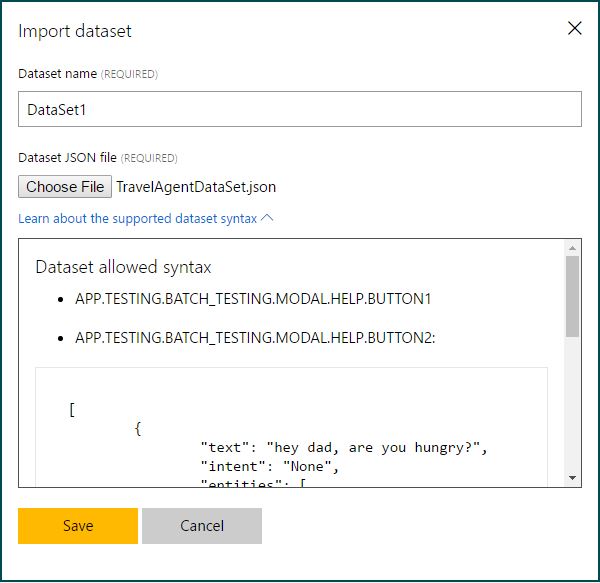 Import dataset
Dataset name (REQUIRED)
DataSet1
Dataset JSON file (REQUIRED)
Choose File TravelAgentDataSet.json
Learn about the supported dataset syntax
Dataset allowed syntax
• APP.TESTING.BATCH_TESTING.MODAL.HELP.BUTTON1
• APP.TESTING.BATCH_TESTING.MODAL.HELP.BUTTON2:
[
{
"text": "hey dad, are you hungry?",
"intent": "None",
"entities": [
Save Cancel